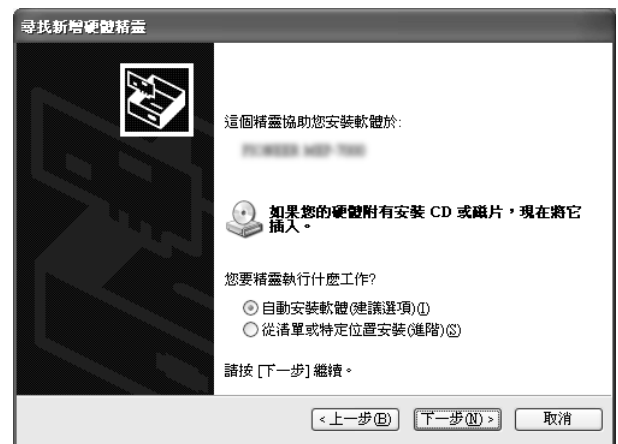 尋找新增硬體精靈
這個精靈協助您安裝軟體於:
PIONEER MEP-7000
如果您的硬體附有安裝 CD 或磁片，現在將它
插入。
您要精靈執行什麼工作?
自動安裝軟體(建議選項)(I)
從清單或特定位置安裝(進階)(S)
請按 [下一步] 繼續。
<上一步(B)
下一步(N)>
取消